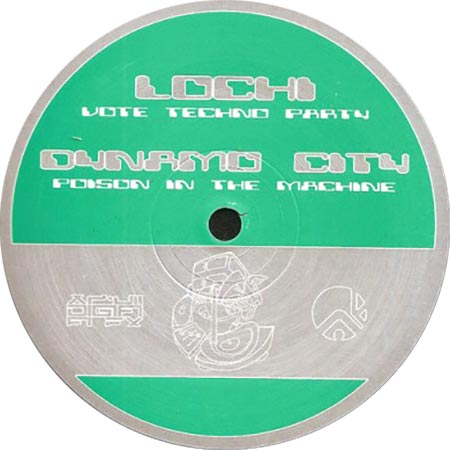 LOCHI
VOTE TECHNO PARTY
DYNAMO CITY
POISON IN THE MACHINE